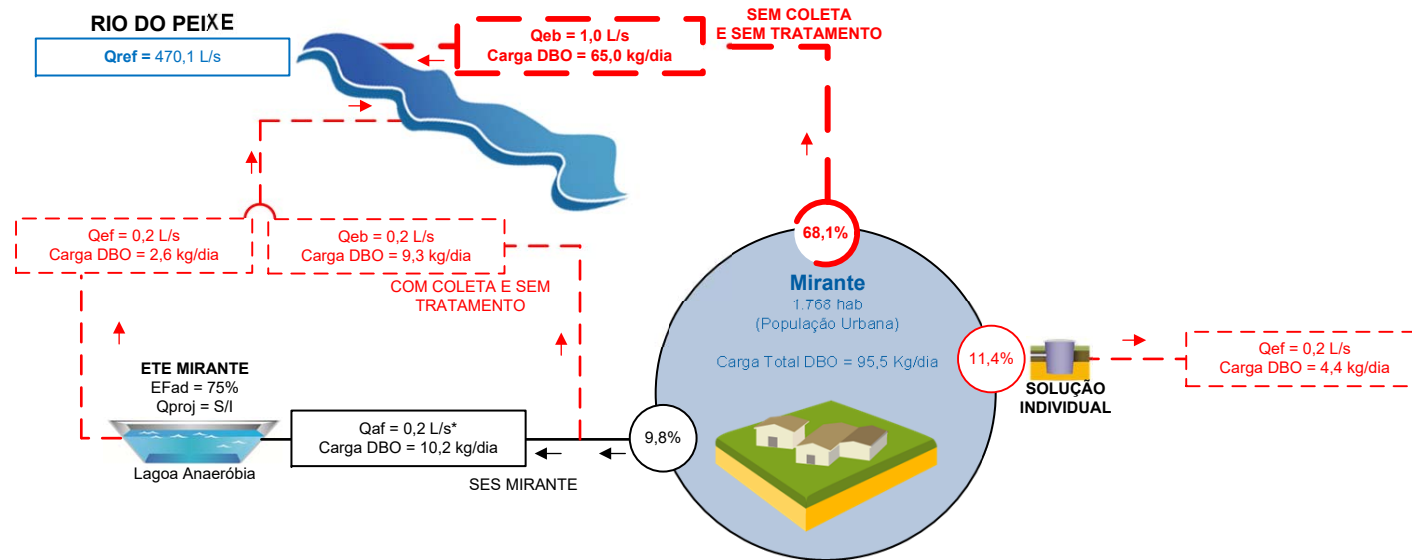 RIO DO PEIXE
Qref = 470,1 L/s
Qeb = 1,0 L/s
Carga DBO = 65,0 kg/dia
SEM COLETA
E SEM TRATAMENTO
Qef = 0,2 L/s
Carga DBO = 2,6 kg/dia
Qeb = 0,2 L/s
Carga DBO = 9,3 kg/dia
COM COLETA E SEM
TRATAMENTO
68,1%
Mirante
1.768 hab
(População Urbana)
Carga Total DBO = 95,5 Kg/dia
11,4%
SOLUÇÃO
INDIVIDUAL
Qef = 0,2 L/s
Carga DBO = 4,4 kg/dia
ETE MIRANTE
EFad = 75%
Qproj = S/I
Lagoa Anaeróbia
Qaf = 0,2 L/s*
Carga DBO = 10,2 kg/dia
SES MIRANTE
9,8%